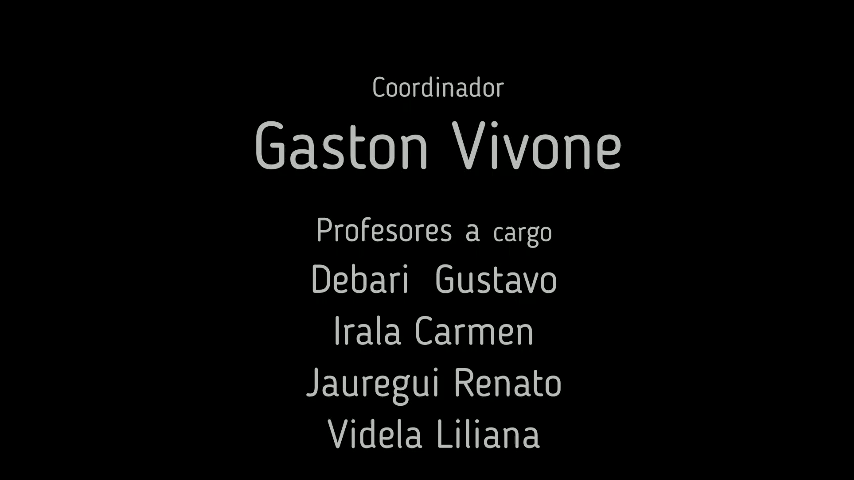 Coordinador
Gaston Vivone
Profesores a cargo
Debari Gustavo
Irala Carmen
Jauregui Renato
Videla Liliana